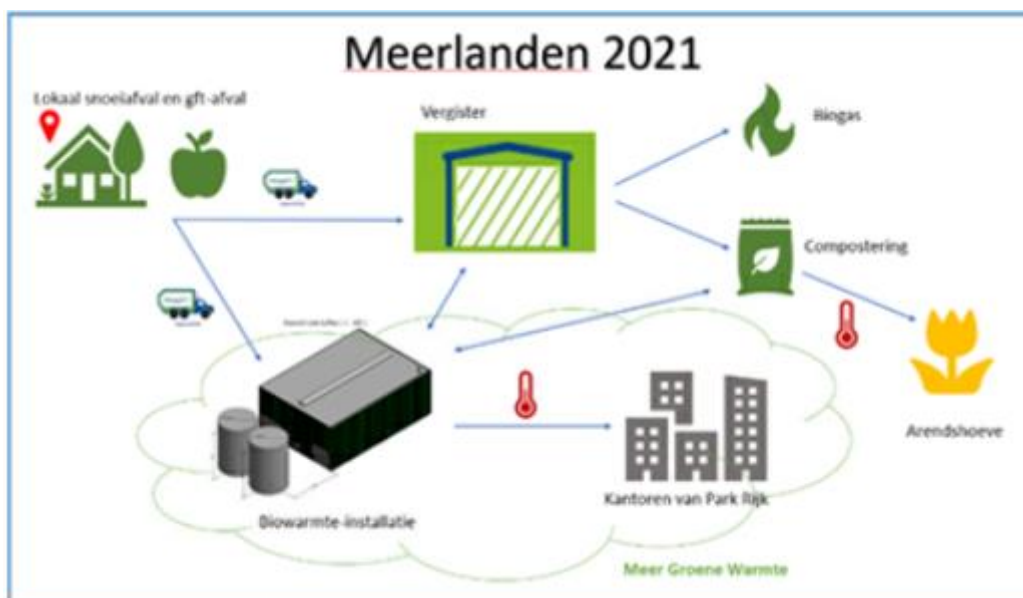 Meerlanden 2021
Lokaal snoeiafval en gft-afval
Vergister
Biogas
Compostering
Arendshoeve
Kantoren van Park Rijk
Biowarmte-installatie
Meer Groene Warmte